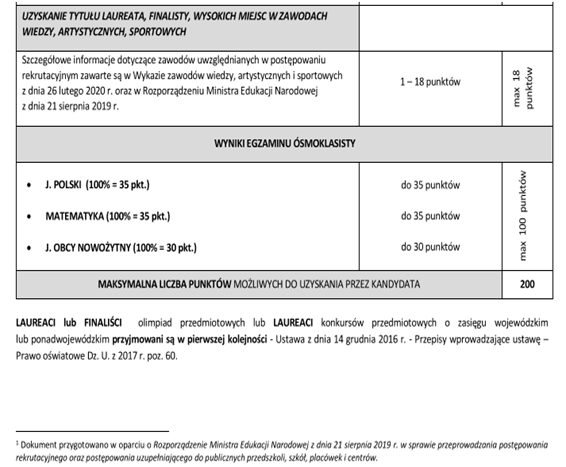 UZYSKANIE TYTUŁU LAUREATA, FINALISTY, WYSOKICH MIEJSC W ZAWODACH
WIEDZY, ARTYSTYCZNYCH, SPORTOWYCH
Szczegółowe informacje dotyczące zawodów uwzględnianych w postępowaniu
rekrutacyjnym zawarte są w Wykazie zawodów wiedzy, artystycznych i sportowych
z dnia 26 lutego 2020 r. oraz w Rozporządzeniu Ministra Edukacji Narodowej
z dnia 21 sierpnia 2019 r.
1 – 18 punktów
max 18
punktów
WYNIKI EGZAMINU ÓSMOKLASISTY
• J. POLSKI (100% = 35 pkt.)
do 35 punktów
• MATEMATYKA (100% = 35 pkt.)
do 35 punktów
• J. OBCY NOWOŻYTNY (100% = 30 pkt.)
do 30 punktów
max 100 punktów
MAKSYMALNA LICZBA PUNKTÓW MOŻLIWYCH DO UZYSKANIA PRZEZ KANDYDATA
200
LAUREACI lub FINALIŚCI olimpiad przedmiotowych lub LAUREACI konkursów przedmiotowych o zasięgu wojewódzkim
lub ponadwojewódzkim przyjmowani są w pierwszej kolejności - Ustawa z dnia 14 grudnia 2016 r. - Przepisy wprowadzające ustawę –
Prawo oświatowe Dz. U. z 2017 r. poz. 60.
¹ Dokument przygotowano w oparciu o Rozporządzenie Ministra Edukacji Narodowej z dnia 21 sierpnia 2019 r. w sprawie przeprowadzania postępowania
rekrutacyjnego oraz postępowania uzupełniającego do publicznych przedszkoli, szkół, placówek i centrów.